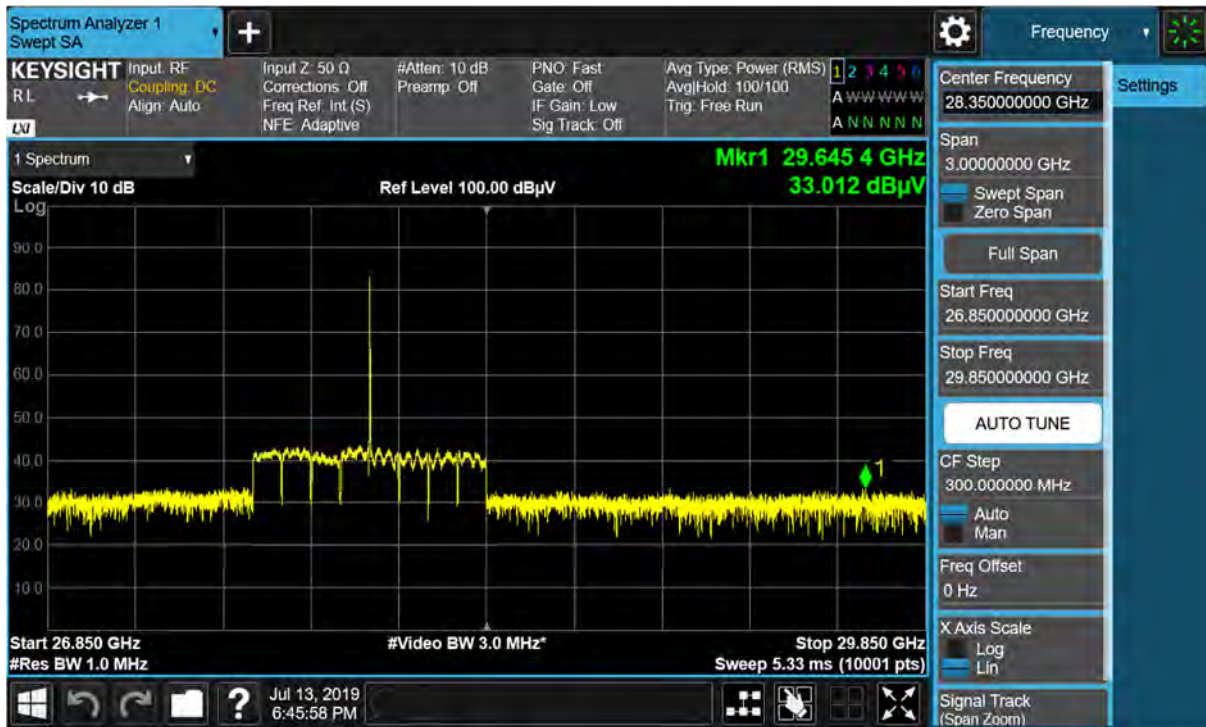 Spectrum Analyzer 1
Swept SA
+
Frequency
KEYSIGHT
RL
LXI
Input: RF
Coupling: DC
Align: Auto
Input Z: 50 Ω
Corrections: Off
Freq Ref: Int (S)
NFE: Adaptive
#Atten: 10 dB
Preamp: Off
PNO: Fast
Gate: Off
IF Gain: Low
Sig Track: Off
Avg Type: Power (RMS)
Avg|Hold: 100/100
Trig: Free Run
1 2 3 4 5 6
A W W W W W
A N N N N N
1 Spectrum
Mkr1 29.645 4 GHz
33.012 dBµV
Scale/Div 10 dB
Ref Level 100.00 dBµV
Log
90.0
80.0
70.0
60.0
50.0
40.0
30.0
20.0
10.0
1
Start 26.850 GHz
#Video BW 3.0 MHz*
Stop 29.850 GHz
#Res BW 1.0 MHz
Sweep 5.33 ms (10001 pts)
?
Jul 13, 2019
6:45:58 PM
Center Frequency
28.350000000 GHz
Settings
Span
3.00000000 GHz
Swept Span
Zero Span
Full Span
Start Freq
26.850000000 GHz
Stop Freq
29.850000000 GHz
AUTO TUNE
CF Step
300.000000 MHz
Auto
Man
Freq Offset
0 Hz
X Axis Scale
Log
Lin
Signal Track
(Span Zoom)